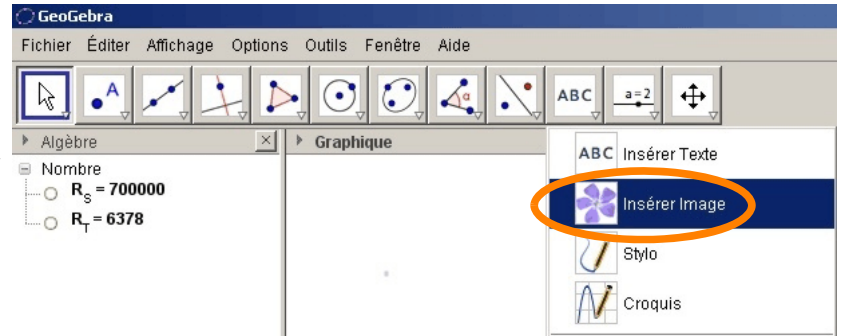 GeoGebra
Fichier Éditer Affichage Options Outils Fenêtre Aide
A α ABC a=2
Algèbre Graphique
Nombre
R_S = 700000
R_T = 6378
ABC Insérer Texte
Insérer Image
Stylo
Croquis